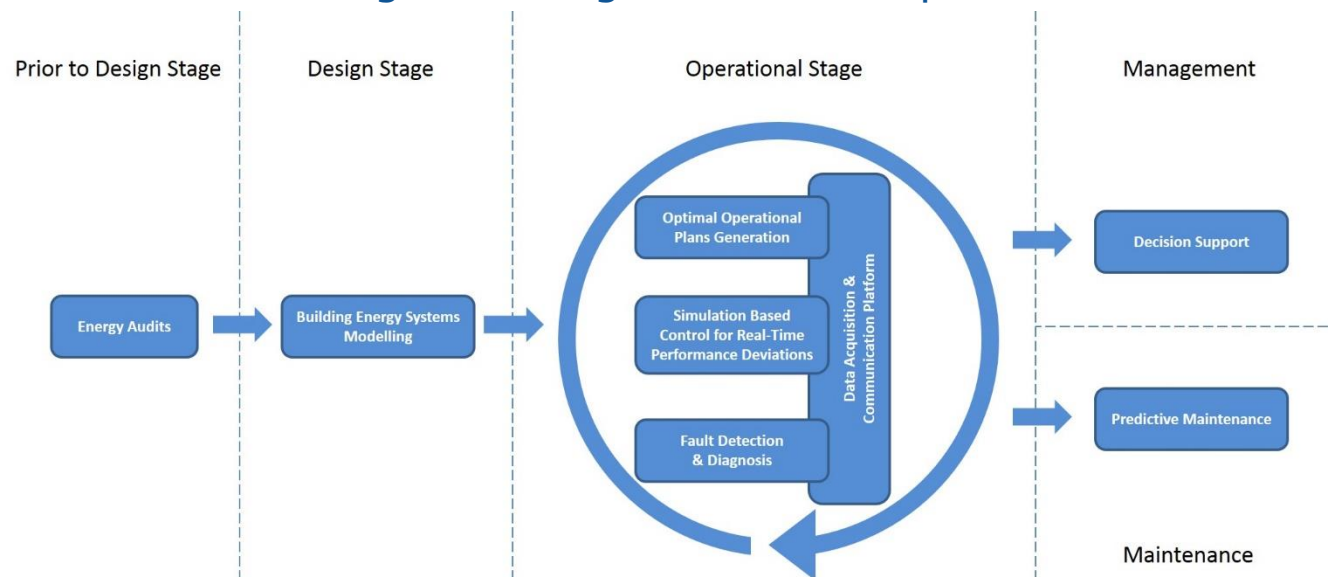 Prior to Design Stage
Design Stage
Operational Stage
Management
Optimal Operational
Plans Generation
Decision Support
Energy Audits
Building Energy Systems
Modelling
Simulation Based
Control for Real-Time
Performance Deviations
Data Acquisition &
Communication Platform
Predictive Maintenance
Fault Detection
& Diagnosis
Maintenance